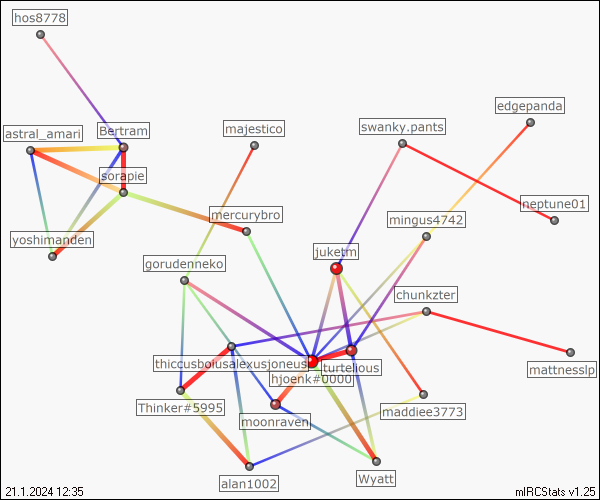 hos8778
edgepanda
swanky.pants
astral_amari
Bertram
majestico
sorapie
neptune01
mercurybro
mingus4742
yoshimanden
juketm
gorudenneko
chunkzter
thiccusboiusalexusjoneus
turtelious
mattnesslp
hjoenk#0000
Thinker#5995
maddiee3773
moonraven
alan1002
Wyatt
21.1.2024 12:35
mIRCStats v1.25